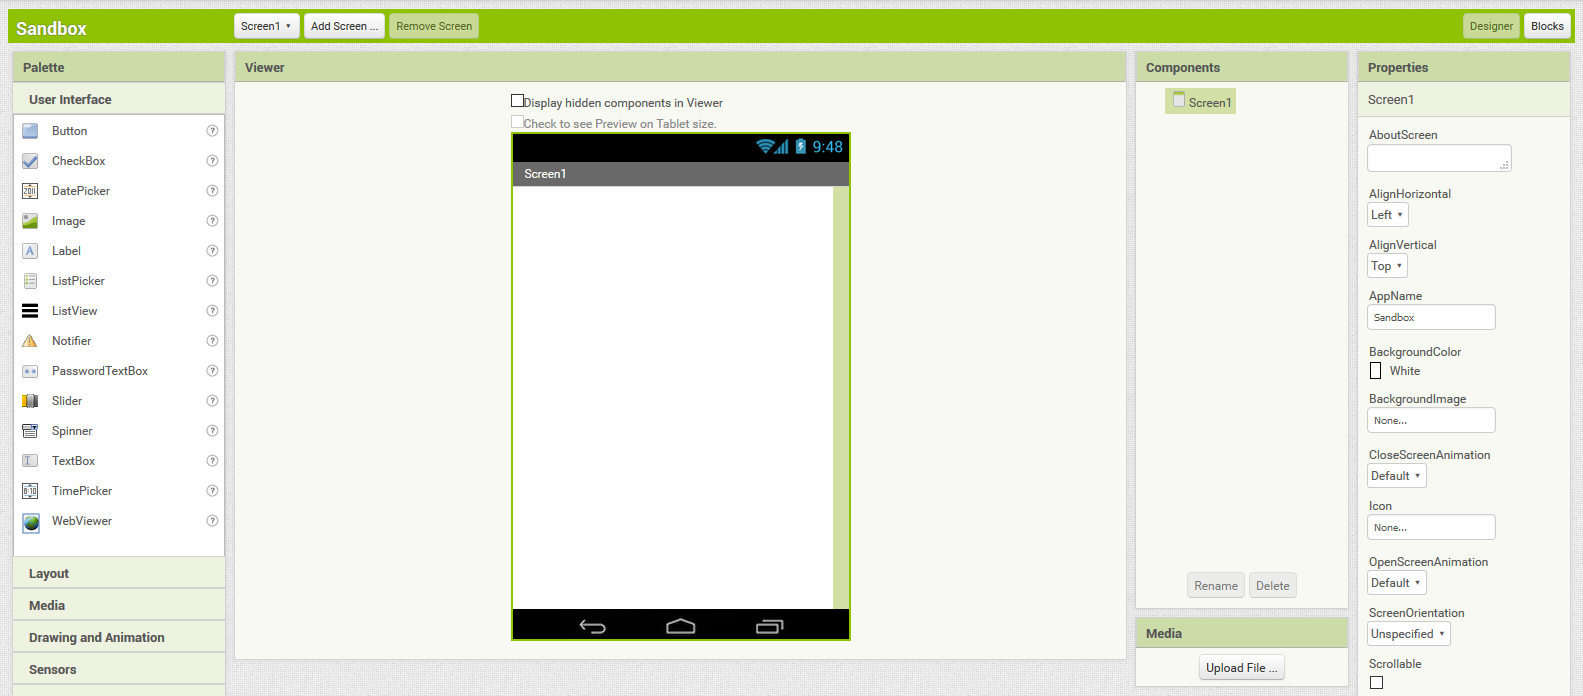 Sandbox
Screen1 ▾
Add Screen ...
Remove Screen
Designer
Blocks
Palette
User Interface
Button ?
CheckBox ?
DatePicker ?
Image ?
Label ?
ListPicker ?
ListView ?
Notifier ?
PasswordTextBox ?
Slider ?
Spinner ?
TextBox ?
TimePicker ?
WebViewer ?
Layout
Media
Drawing and Animation
Sensors
Viewer
Display hidden components in Viewer
Check to see Preview on Tablet size.
9:48
Screen1
Components
Screen1
Rename
Delete
Media
Upload File ...
Properties
Screen1
AboutScreen
AlignHorizontal
Left ▾
AlignVertical
Top ▾
AppName
Sandbox
BackgroundColor
White
BackgroundImage
None...
CloseScreenAnimation
Default ▾
Icon
None...
OpenScreenAnimation
Default ▾
ScreenOrientation
Unspecified ▾
Scrollable